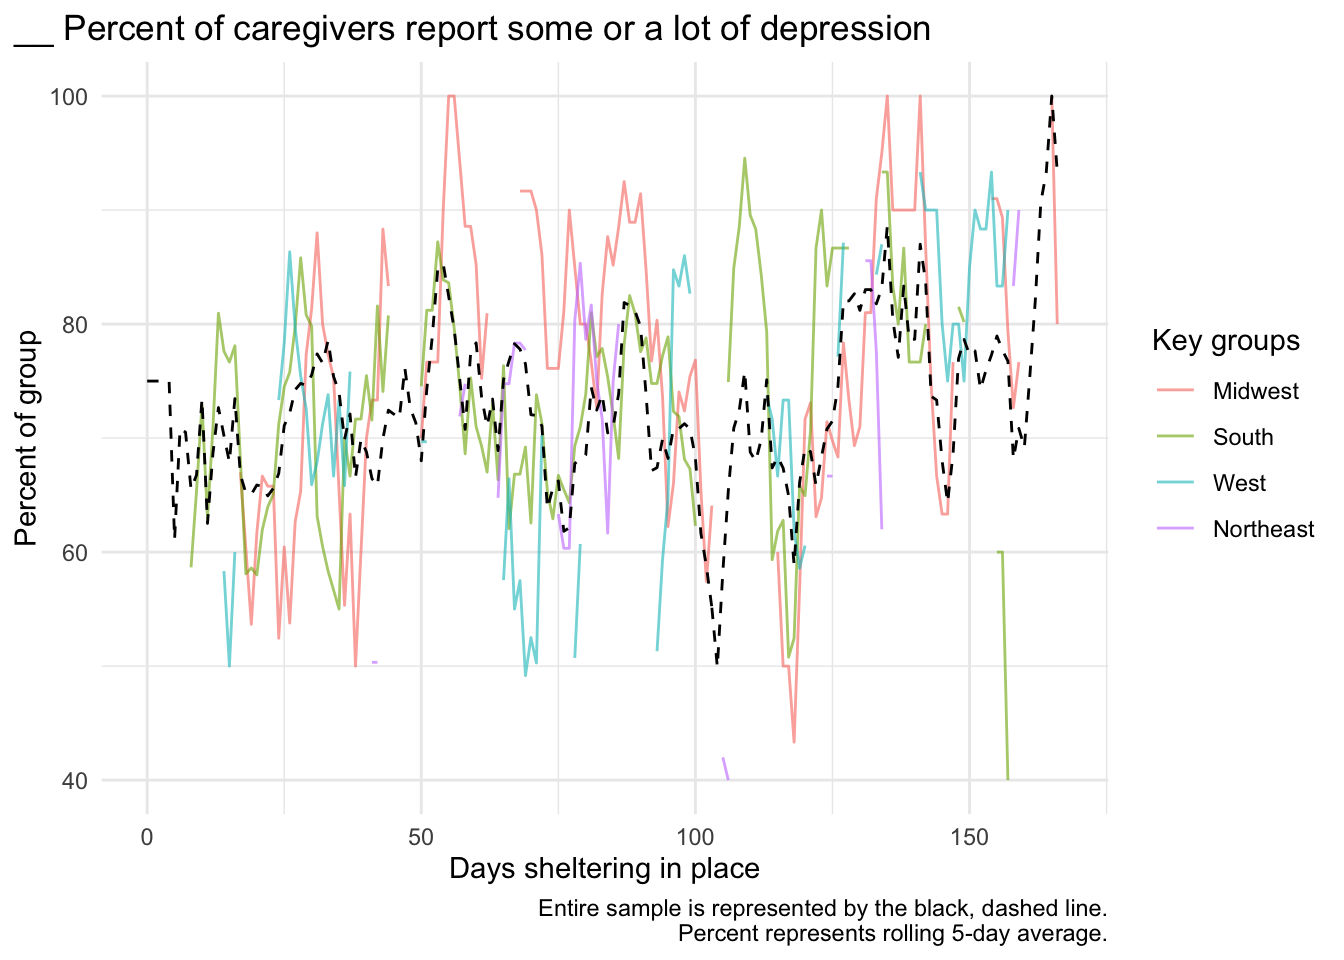 __ Percent of caregivers report some or a lot of depression
100
80
60
40
Percent of group
0
50
100
150
Days sheltering in place
Key groups
Midwest
South
West
Northeast
Entire sample is represented by the black, dashed line.
Percent represents rolling 5-day average.